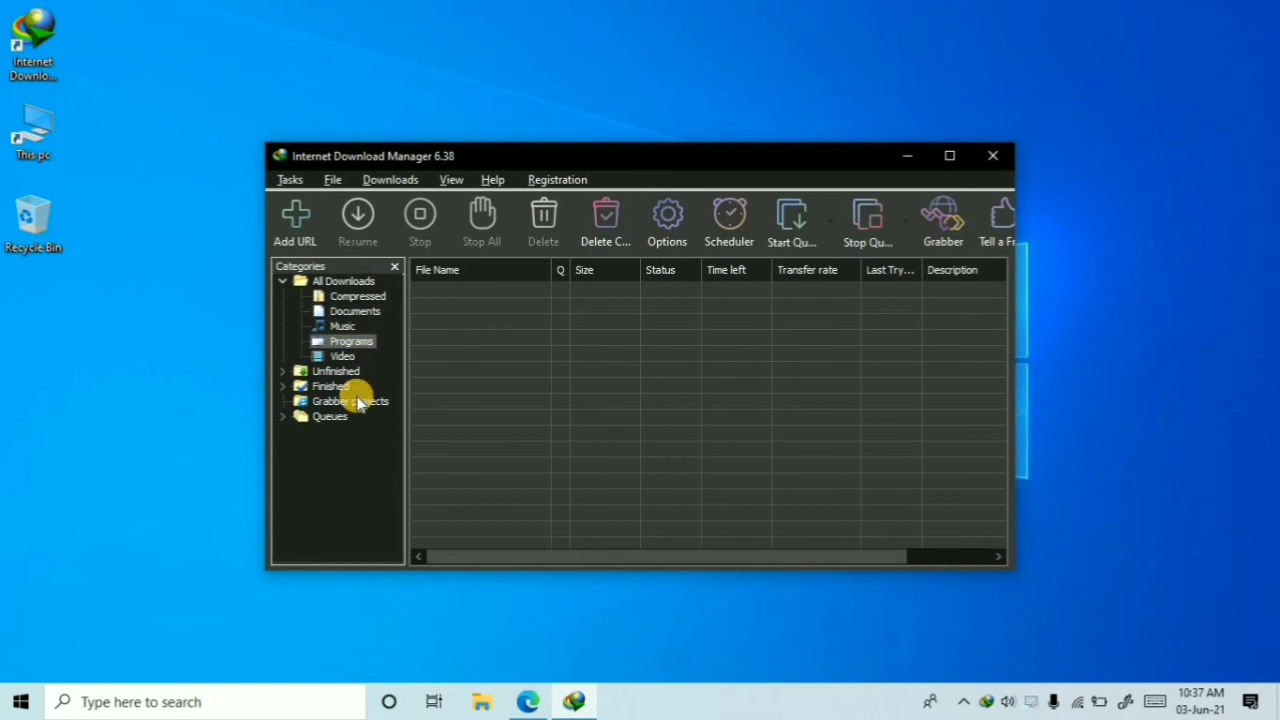 Internet
Downlo...
This pc
Recycle Bin
Internet Download Manager 6.38
Tasks File Downloads View Help Registration
Add URL Resume Stop Stop All Delete Delete C... Options Scheduler Start Qu... Stop Qu... Grabber Tell a Fr
Categories
All Downloads
Compressed
Documents
Music
Programs
Video
Unfinished
Finished
Grabber projects
Queues
File Name Q Size Status Time left Transfer rate Last Try... Description
Type here to search
10:37 AM
03-Jun-21